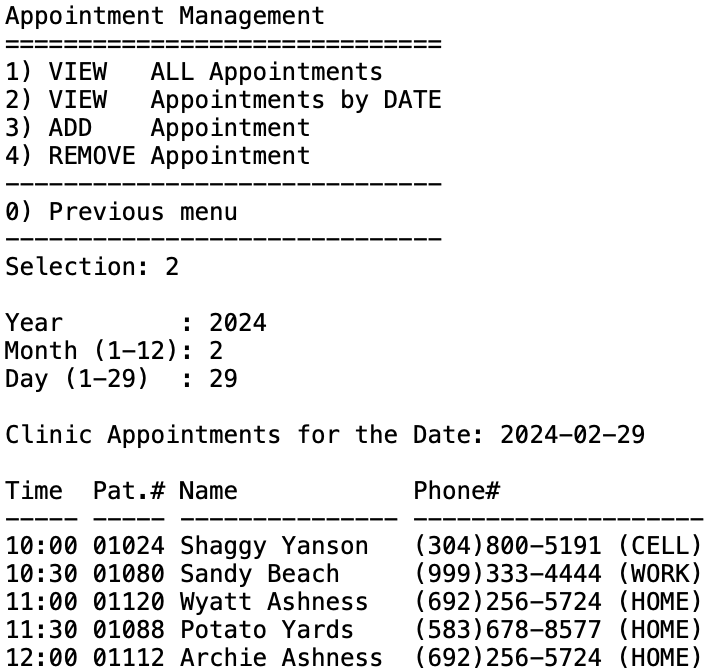 Appointment Management
==============================
1) VIEW   ALL Appointments
2) VIEW   Appointments by DATE
3) ADD    Appointment
4) REMOVE Appointment
------------------------------
0) Previous menu
------------------------------
Selection: 2

Year        : 2024
Month (1-12): 2
Day (1-29)  : 29

Clinic Appointments for the Date: 2024-02-29

Time  Pat.# Name            Phone#
----- ----- --------------- --------------------
10:00 01024 Shaggy Yanson   (304)800-5191 (CELL)
10:30 01080 Sandy Beach     (999)333-4444 (WORK)
11:00 01120 Wyatt Ashness   (692)256-5724 (HOME)
11:30 01088 Potato Yards    (583)678-8577 (HOME)
12:00 01112 Archie Ashness  (692)256-5724 (HOME)